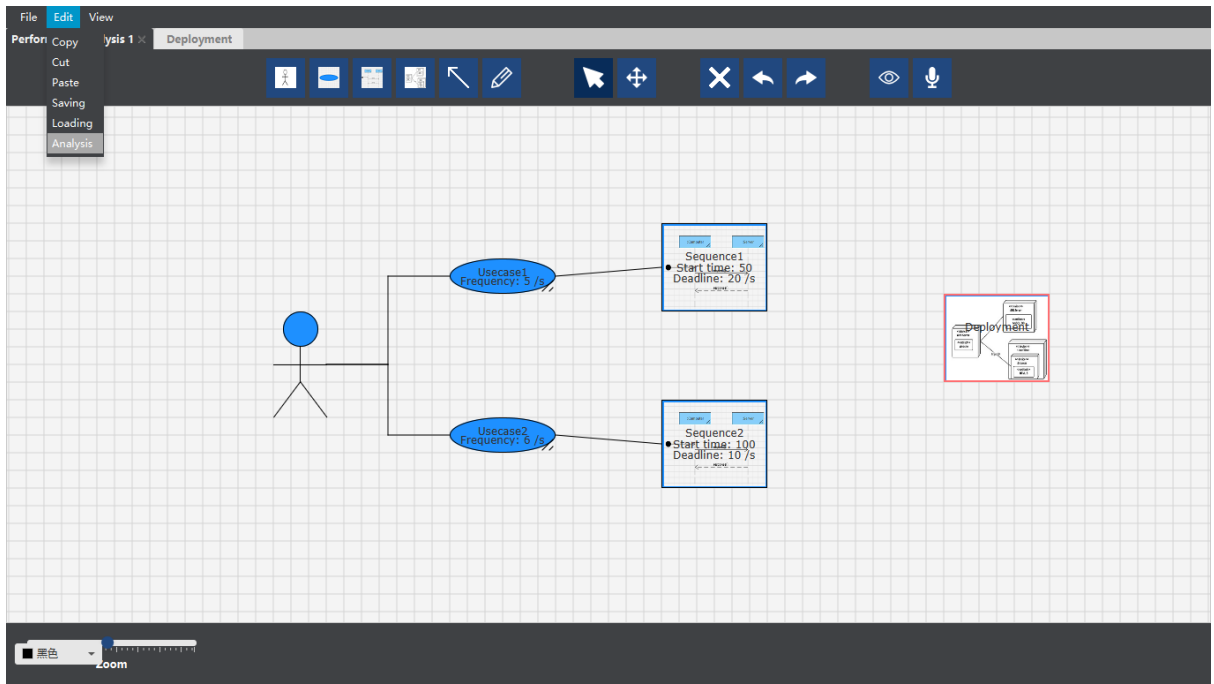 File Edit View
Perfor
lysis 1 × Deployment
Copy
Cut
Paste
Saving
Loading
Analysis
Usecase1
Frequency: 5 /s
Sequence1
Start time: 50
Deadline: 20 /s
Deployment
Usecase2
Frequency: 6 /s
Sequence2
Start time: 100
Deadline: 10 /s
黑色
Zoom